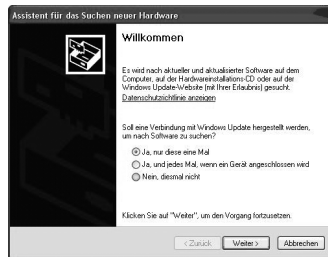 Assistent für das Suchen neuer Hardware
Willkommen
Es wird nach aktueller und aktualisierter Software auf dem
Computer, auf der Hardwareinstallations-CD oder auf der
Windows Update-Website (mit Ihrer Erlaubnis) gesucht.
Datenschutzrichtlinie anzeigen
Soll eine Verbindung mit Windows Update hergestellt werden,
um nach Software zu suchen?
Ja, nur diese eine Mal
Ja, und jedes Mal, wenn ein Gerät angeschlossen wird
Nein, diesmal nicht
Klicken Sie auf "Weiter", um den Vorgang fortzusetzen.
< Zurück
Weiter >
Abbrechen